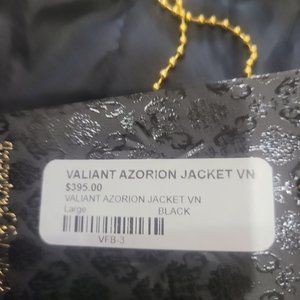 VALIANT AZORION JACKET VN
$395.00
VALIANT AZORION JACKET VN
Large BLACK
VFB-3